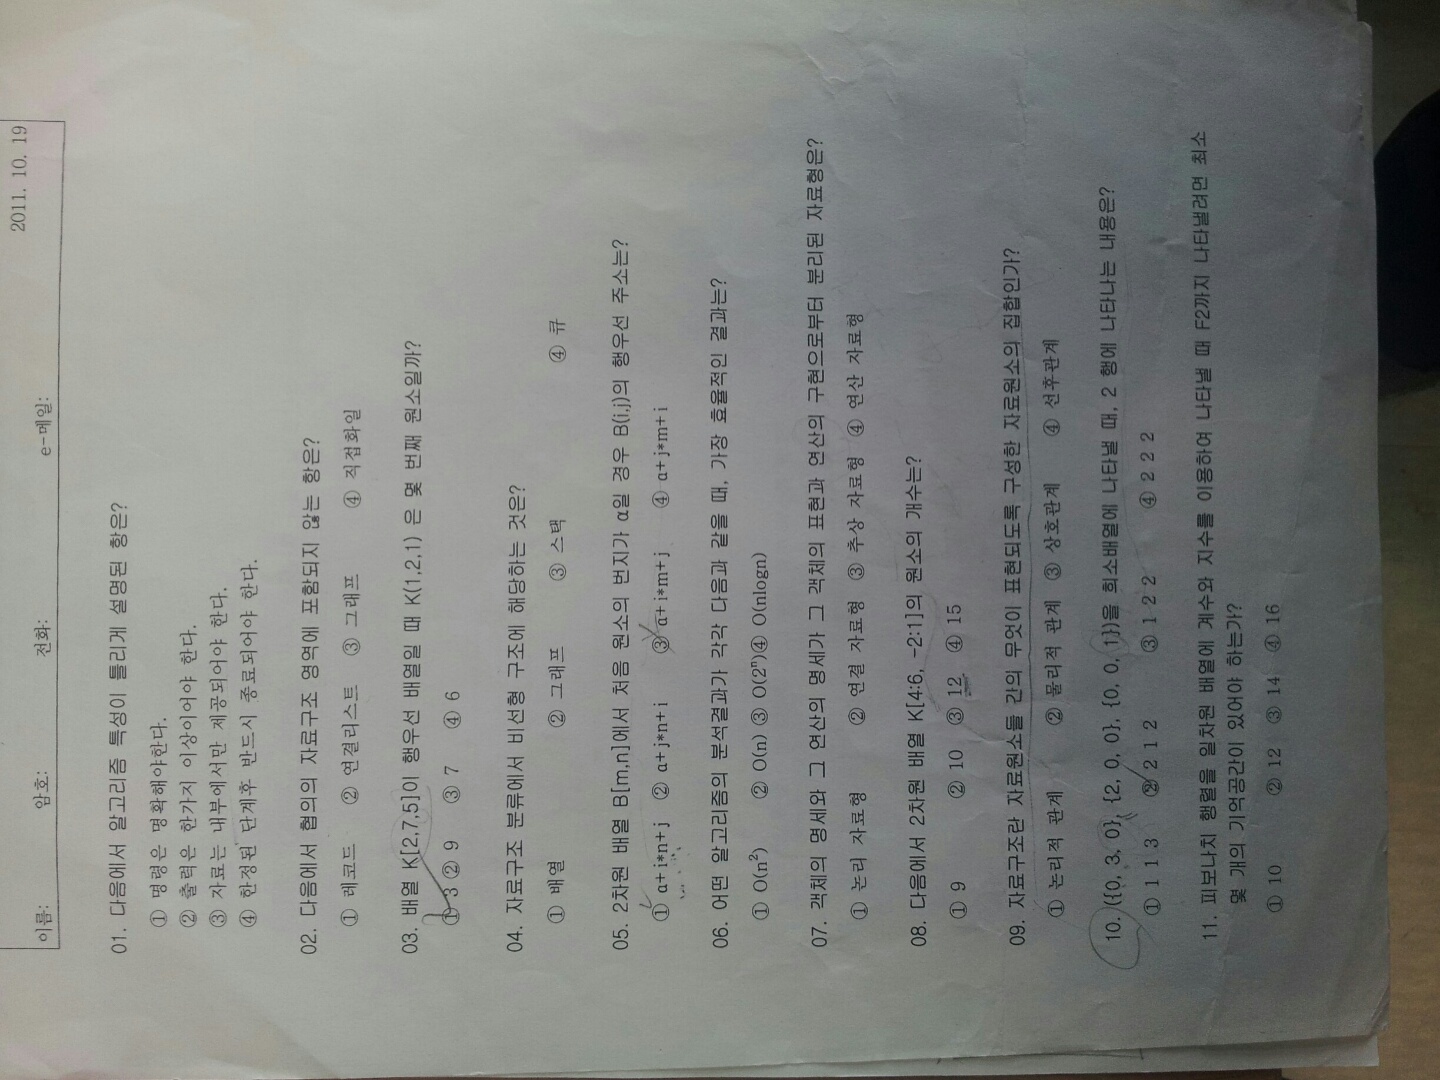 2011. 10. 19
이름: 암호: 전화: e-메일:
01. 다음에서 알고리즘 특성이 틀리게 설명된 항은?
① 명령은 명확해야한다.
② 출력은 한가지 이상이어야 한다.
③ 자료는 내부에서만 제공되어야 한다.
④ 한정된 단계후 반드시 종료되어야 한다.
02. 다음에서 협의의 자료구조 영역에 포함되지 않는 항은?
① 레코드 ② 연결리스트 ③ 그래프 ④ 직접화일
03. 배열 K[2,7,5]이 행우선 배열일 때 K(1,2,1) 은 몇 번째 원소일까?
① 3 ② 9 ③ 7 ④ 6
04. 자료구조 분류에서 비선형 구조에 해당하는 것은?
① 배열 ② 그래프 ③ 스택 ④ 큐
05. 2차원 배열 B[m,n]에서 처음 원소의 번지가 α일 경우 B(i,j)의 행우선 주소는?
① α+i*n+j ② α+j*n+i ③ α+i*m+j ④ α+j*m+i
06. 어떤 알고리즘의 분석결과가 각각 다음과 같을 때, 가장 효율적인 결과는?
① O(n²) ② O(n) ③ O(2ⁿ)④ O(nlogn)
07. 객체의 명세와 그 연산의 명세가 그 객체의 표현과 연산의 구현으로부터 분리된 자료형은?
① 논리 자료형 ② 연결 자료형 ③ 추상 자료형 ④ 연산 자료형
08. 다음에서 2차원 배열 K[4:6, -2:1]의 원소의 개수는?
① 9 ② 10 ③ 12 ④ 15
09. 자료구조란 자료원소들 간의 무엇이 표현되도록 구성한 자료원소의 집합인가?
① 논리적 관계 ② 물리적 관계 ③ 상호관계 ④ 선후관계
10. ({0, 3, 0}, {2, 0, 0}, {0, 0, 1})을 희소배열에 나타낼 때, 2 행에 나타나는 내용은?
① 1 1 3 ② 2 1 2 ③ 1 2 2 ④ 2 2 2
11. 피보나치 행렬을 일차원 배열에 계수와 지수를 이용하여 나타낼 때 F2까지 나타낼려면 최소
몇 개의 기억공간이 있어야 하는가?
① 10 ② 12 ③ 14 ④ 16